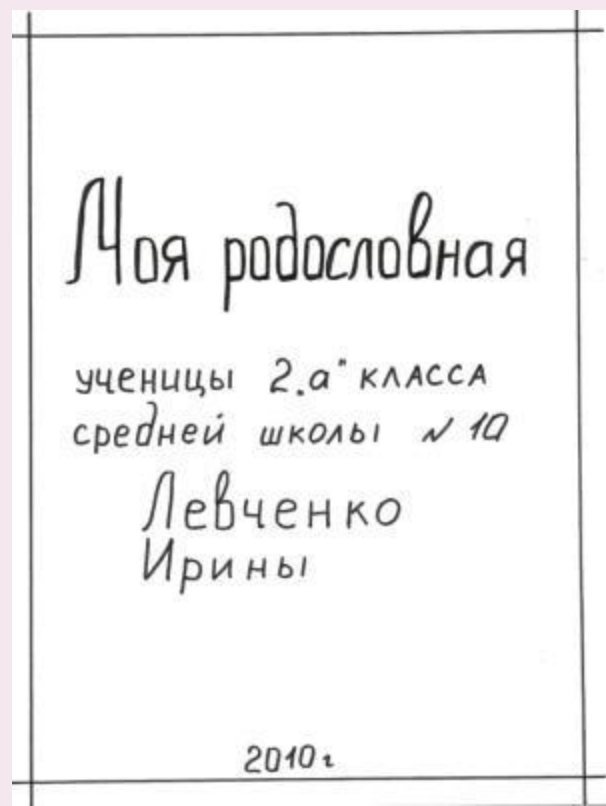 Моя родословная
ученицы 2„а" класса
средней школы № 10
Левченко
Ирины
2010 г